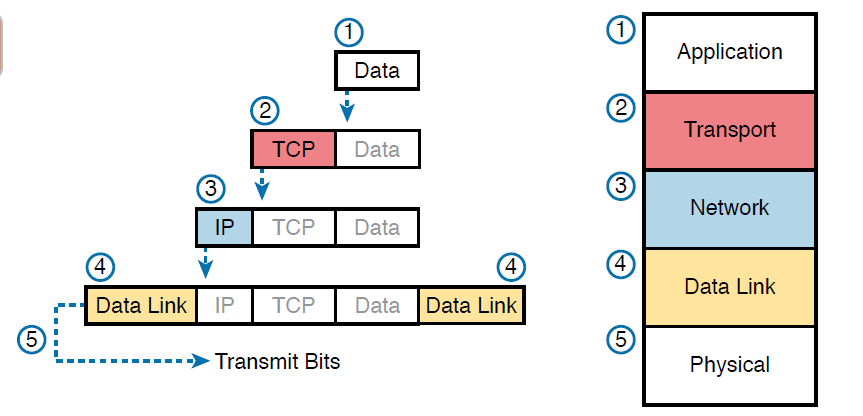 1
Data
2
TCP Data
3
IP TCP Data
4 4
Data Link IP TCP Data Data Link
5
Transmit Bits
1
Application
2
Transport
3
Network
4
Data Link
5
Physical